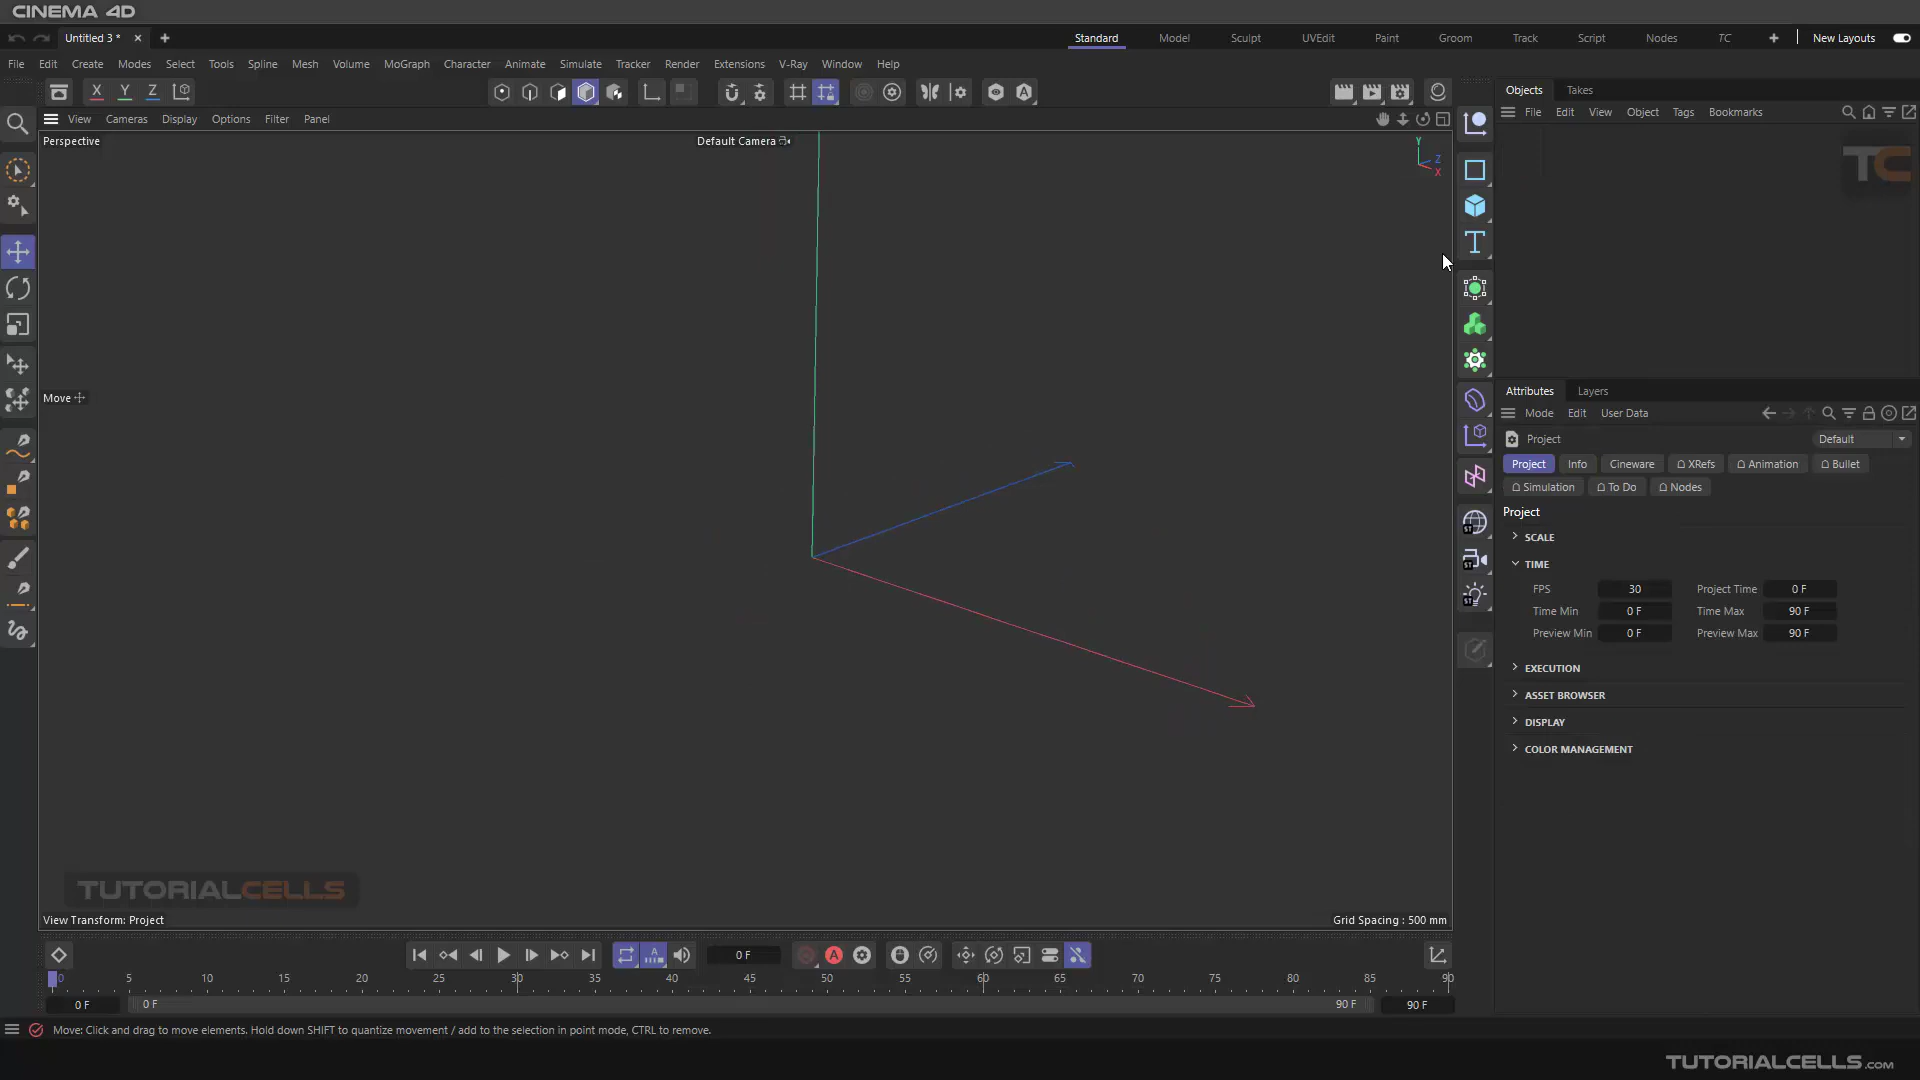 CINEMA 4D
Untitled 3 *
Standard Model Sculpt UVEdit Paint Groom Track Script Nodes TC New Layouts
File Edit Create Modes Select Tools Spline Mesh Volume MoGraph Character Animate Simulate Tracker Render Extensions V-Ray Window Help
X Y Z
Objects Takes
View Cameras Display Options Filter Panel
File Edit View Object Tags Bookmarks
Perspective
Default Camera
Y
Z
X
TC
Move
Attributes Layers
Mode Edit User Data
Project
Default
Project Info Cineware XRefs Animation Bullet
Simulation To Do Nodes
Project
SCALE
TIME
FPS 30 Project Time 0 F
Time Min 0 F Time Max 90 F
Preview Min 0 F Preview Max 90 F
EXECUTION
ASSET BROWSER
DISPLAY
COLOR MANAGEMENT
TUTORIALCELLS
View Transform: Project
Grid Spacing : 500 mm
0 F
0 5 10 15 20 25 30 35 40 45 50 55 60 65 70 75 80 85 90
0 F 0 F 90 F 90 F
Move: Click and drag to move elements. Hold down SHIFT to quantize movement / add to the selection in point mode, CTRL to remove.
TUTORIALCELLS.com